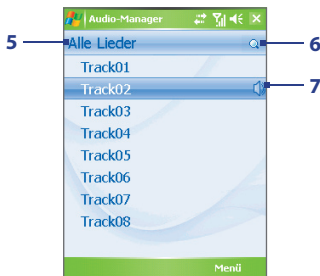 Audio-Manager
5 Alle Lieder 6
Track01
Track02 7
Track03
Track04
Track05
Track06
Track07
Track08
Menü